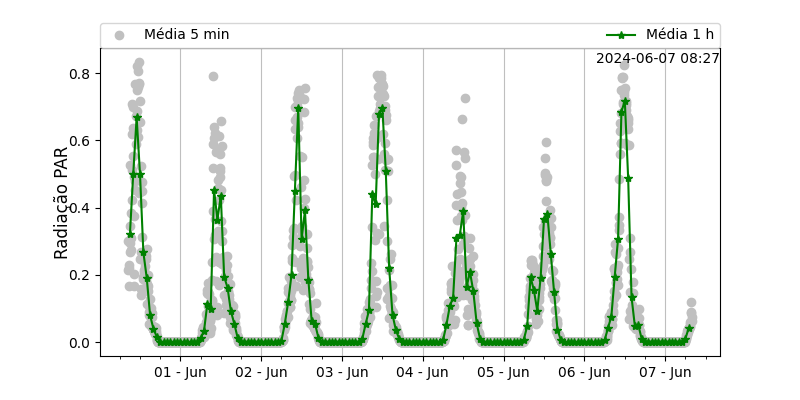 Média 5 min
Média 1 h
2024-06-07 08:27
Radiação PAR
0.8
0.6
0.4
0.2
0.0
01 - Jun
02 - Jun
03 - Jun
04 - Jun
05 - Jun
06 - Jun
07 - Jun